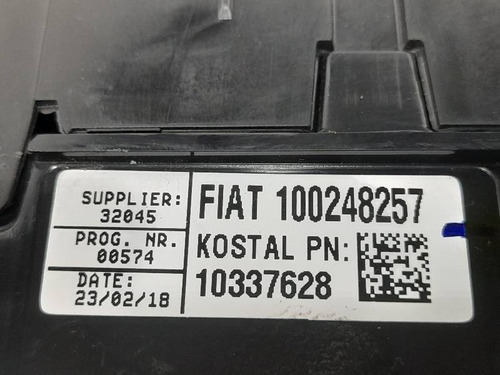 SUPPLIER:
32045
PROG. NR.
00574
DATE:
23/02/18
FIAT 100248257
KOSTAL PN:
10337628